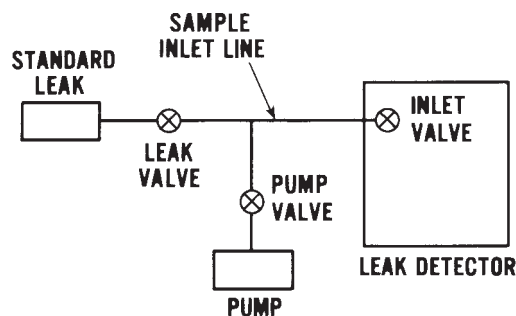 SAMPLE
INLET LINE
STANDARD
LEAK
LEAK
VALVE
INLET
VALVE
PUMP
VALVE
LEAK DETECTOR
PUMP